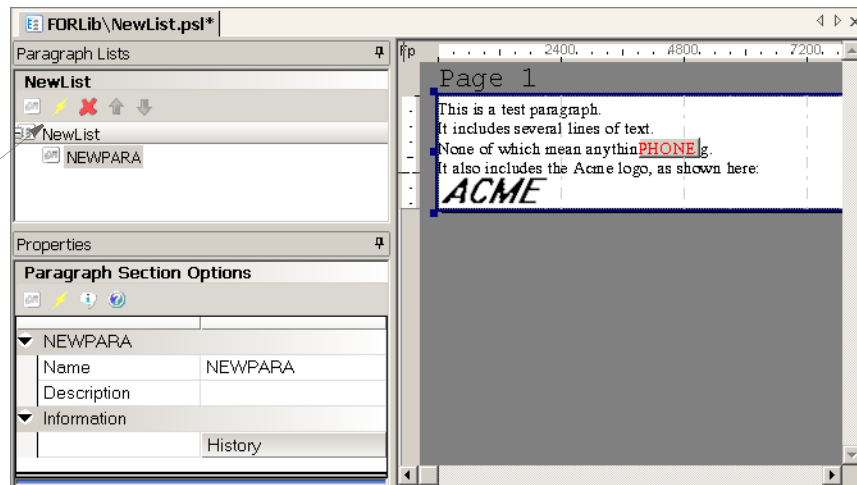 FORLib\NewList.psl*
Paragraph Lists
NewList
NewList
NEWPARA
Properties
Paragraph Section Options
NEWPARA
Name NEWPARA
Description
Information
History
2400 4800 7200
Page 1
This is a test paragraph.
It includes several lines of text.
None of which mean anythinPHONE g.
It also includes the Acme logo, as shown here:
ACME